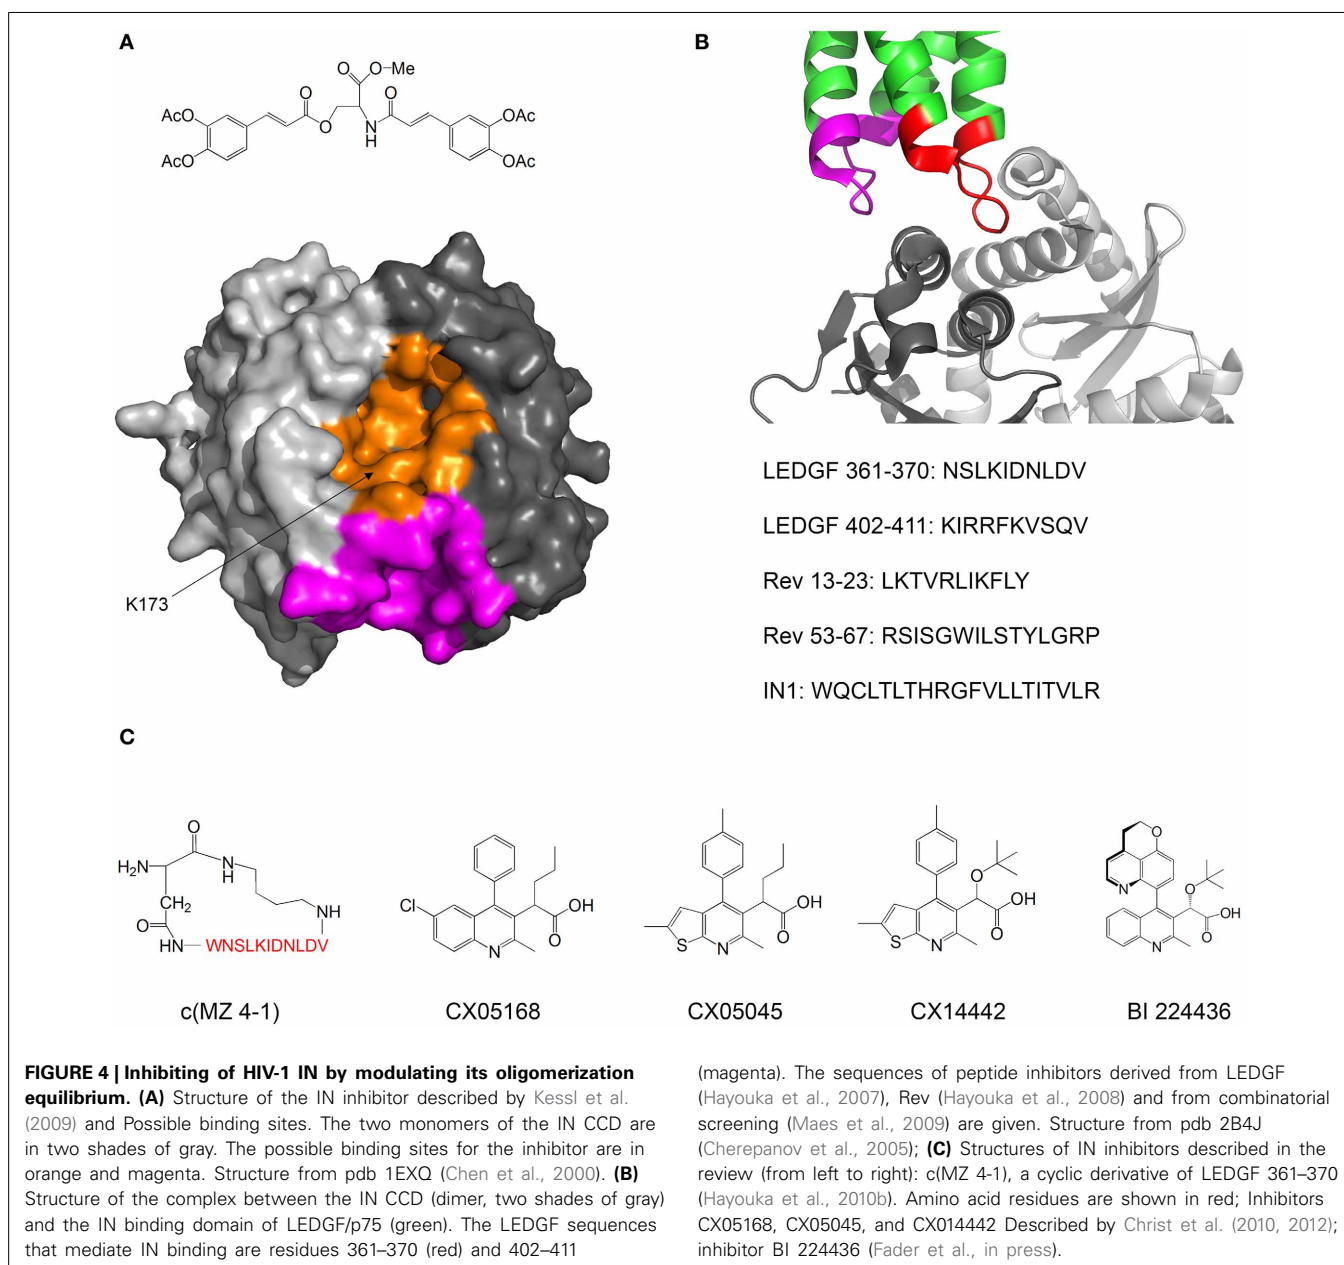 A
O
O-Me
O
O
AcO
OAc
O
N
H
AcO
OAc
K173
B
LEDGF 361-370: NSLKIDNLDV
LEDGF 402-411: KIRRFKVSQV
Rev 13-23: LKTVRLIKFLY
Rev 53-67: RSISGWILSTYLGRP
IN1: WQCLTLTHRGFVLLTITVLR
C
O
H2N
N
H
CH2
O
NH
HN
WNSLKIDNLDV
c(MZ 4-1)
Cl
OH
O
N
CX05168
OH
O
S
N
CX05045
O
OH
O
S
N
CX14442
O
N
O
OH
O
N
BI 224436
FIGURE 4 | Inhibiting of HIV-1 IN by modulating its oligomerization
equilibrium. (A) Structure of the IN inhibitor described by Kessl et al.
(2009) and Possible binding sites. The two monomers of the IN CCD are
in two shades of gray. The possible binding sites for the inhibitor are in
orange and magenta. Structure from pdb 1EXQ (Chen et al., 2000). (B)
Structure of the complex between the IN CCD (dimer, two shades of gray)
and the IN binding domain of LEDGF/p75 (green). The LEDGF sequences
that mediate IN binding are residues 361–370 (red) and 402–411
(magenta). The sequences of peptide inhibitors derived from LEDGF
(Hayouka et al., 2007), Rev (Hayouka et al., 2008) and from combinatorial
screening (Maes et al., 2009) are given. Structure from pdb 2B4J
(Cherepanov et al., 2005); (C) Structures of IN inhibitors described in the
review (from left to right): c(MZ 4-1), a cyclic derivative of LEDGF 361–370
(Hayouka et al., 2010b). Amino acid residues are shown in red; Inhibitors
CX05168, CX05045, and CX014442 Described by Christ et al. (2010, 2012);
inhibitor BI 224436 (Fader et al., in press).